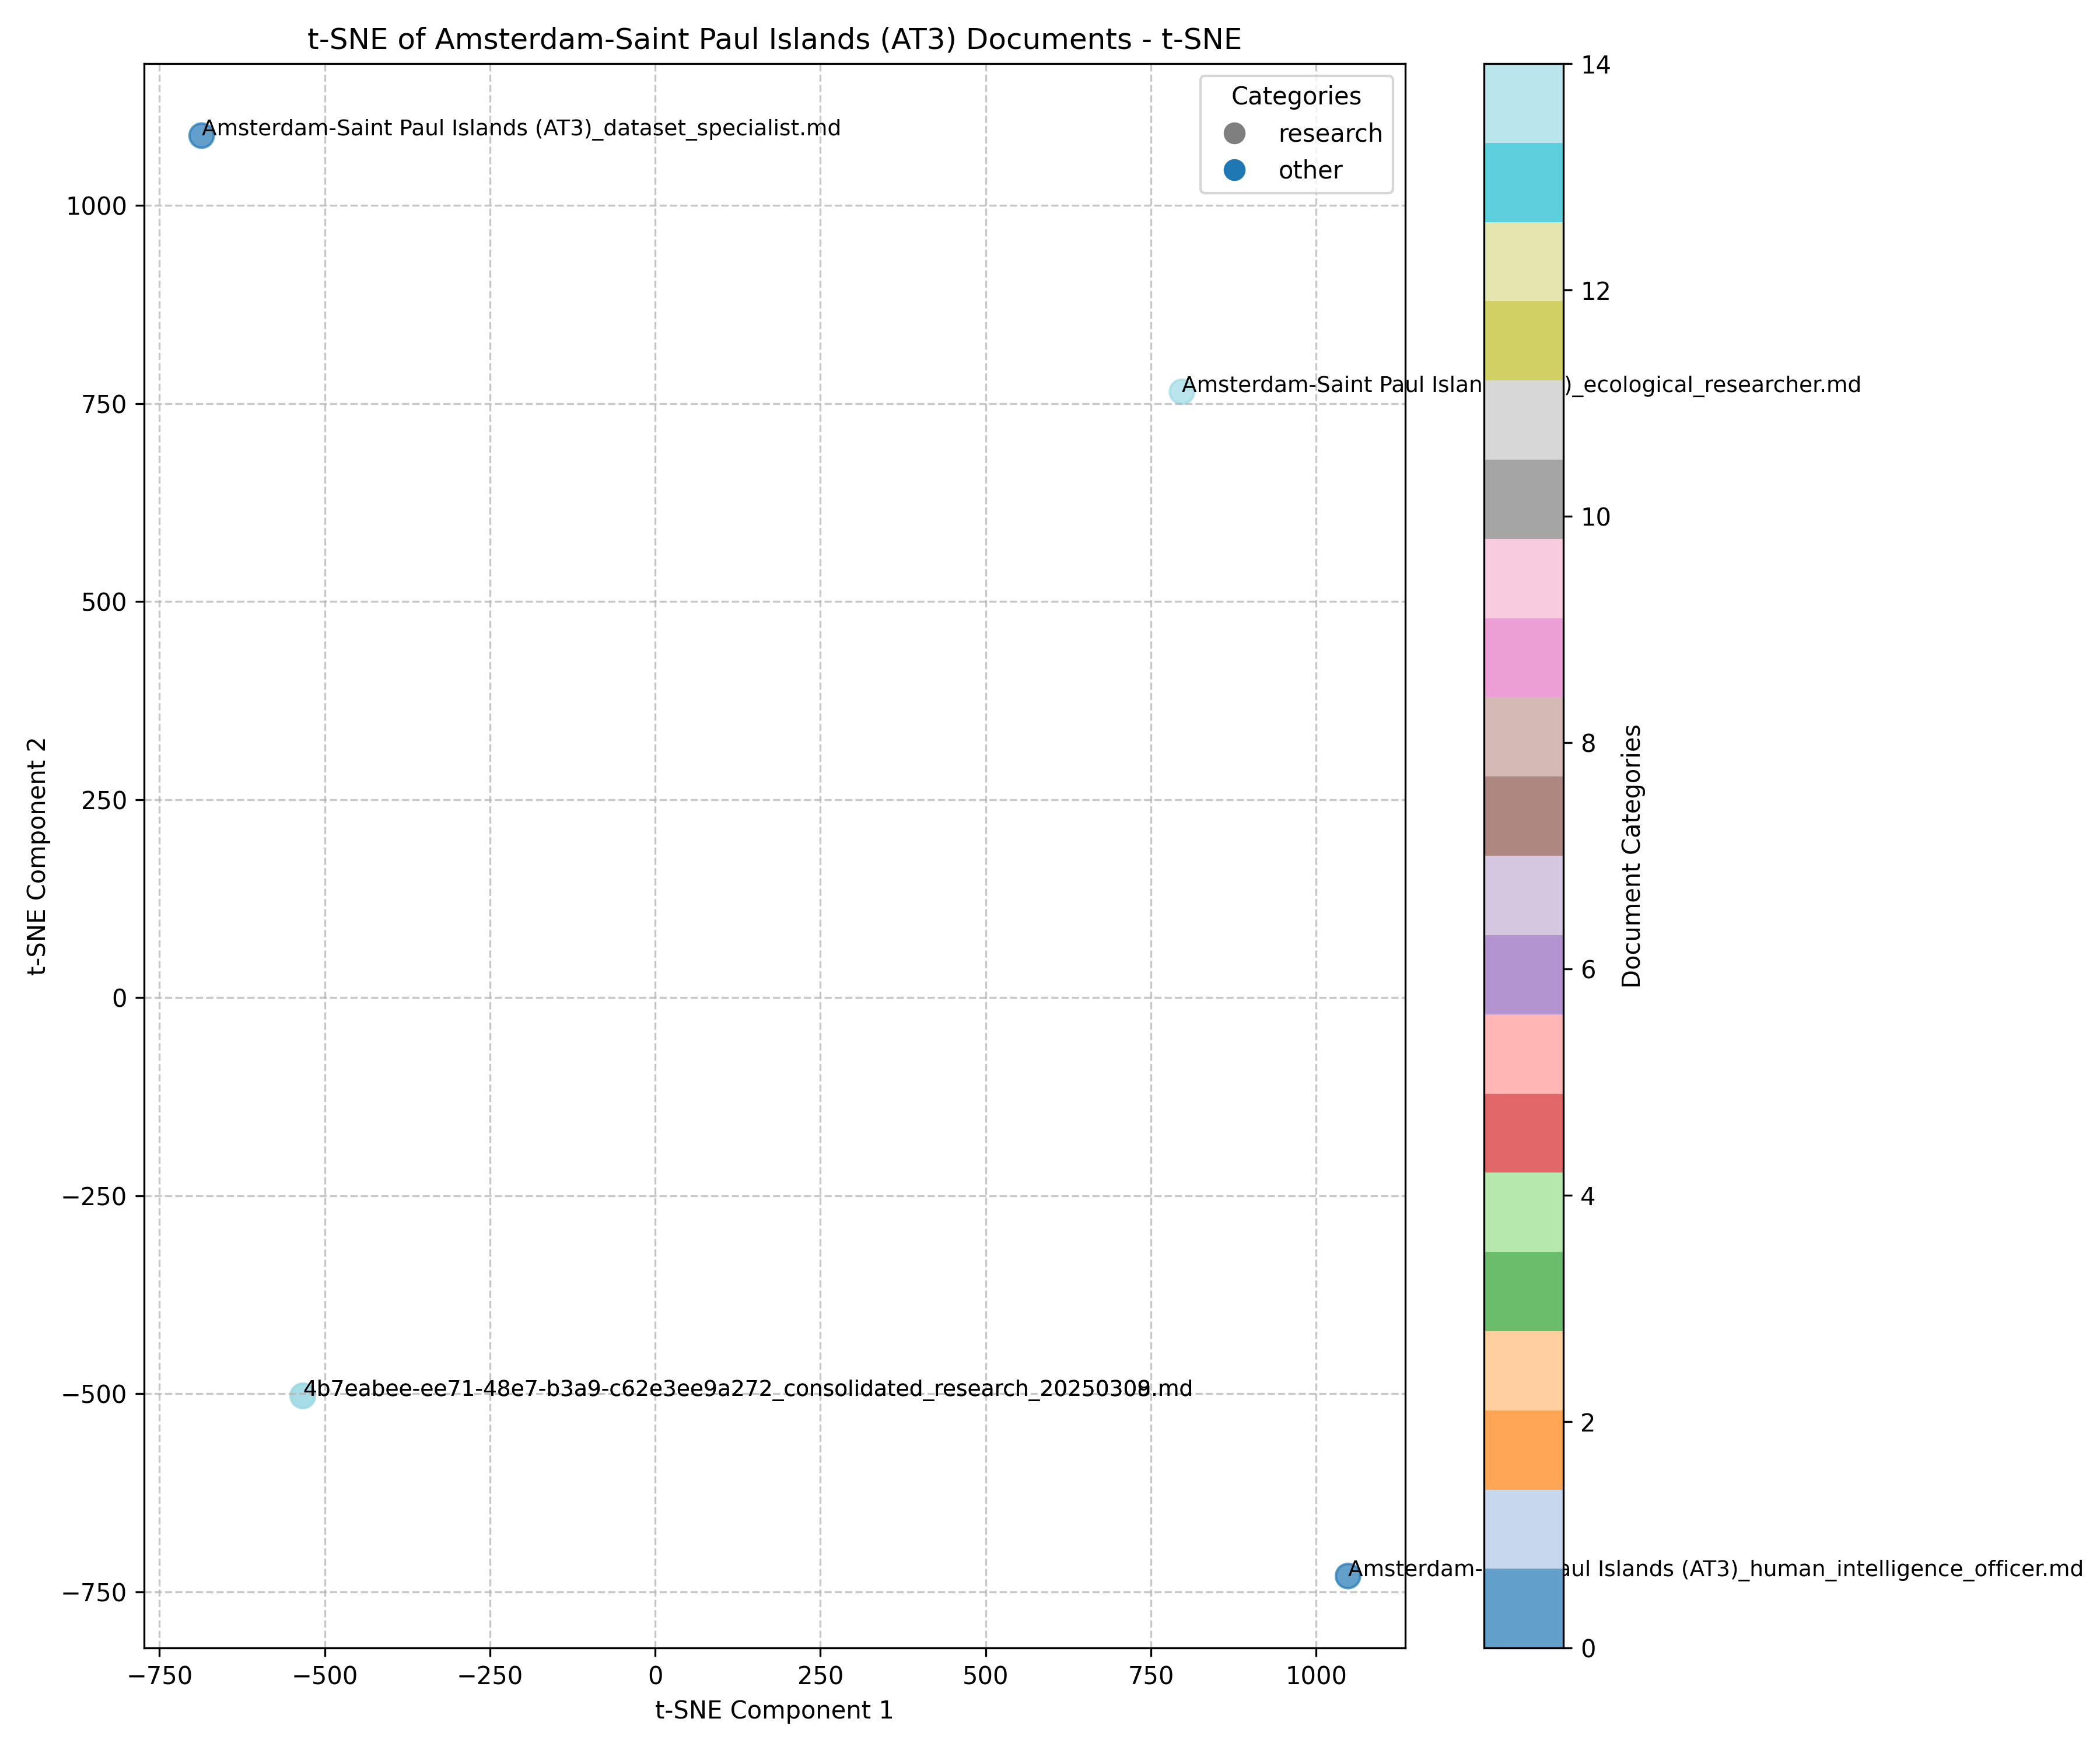 t-SNE of Amsterdam-Saint Paul Islands (AT3) Documents - t-SNE
Amsterdam-Saint Paul Islands (AT3)_dataset_specialist.md
Categories
research
other
Amsterdam-Saint Paul Islan )_ecological_researcher.md
4b7eabee-ee71-48e7-b3a9-c62e3ee9a272_consolidated_research_2025030 .md
Amsterdam- aul Islands (AT3)_human_intelligence_officer.md
1000
750
500
250
0
−250
−500
−750
t-SNE Component 2
−750
−500
−250
0
250
500
750
1000
t-SNE Component 1
14
12
10
8
6
4
2
0
Document Categories